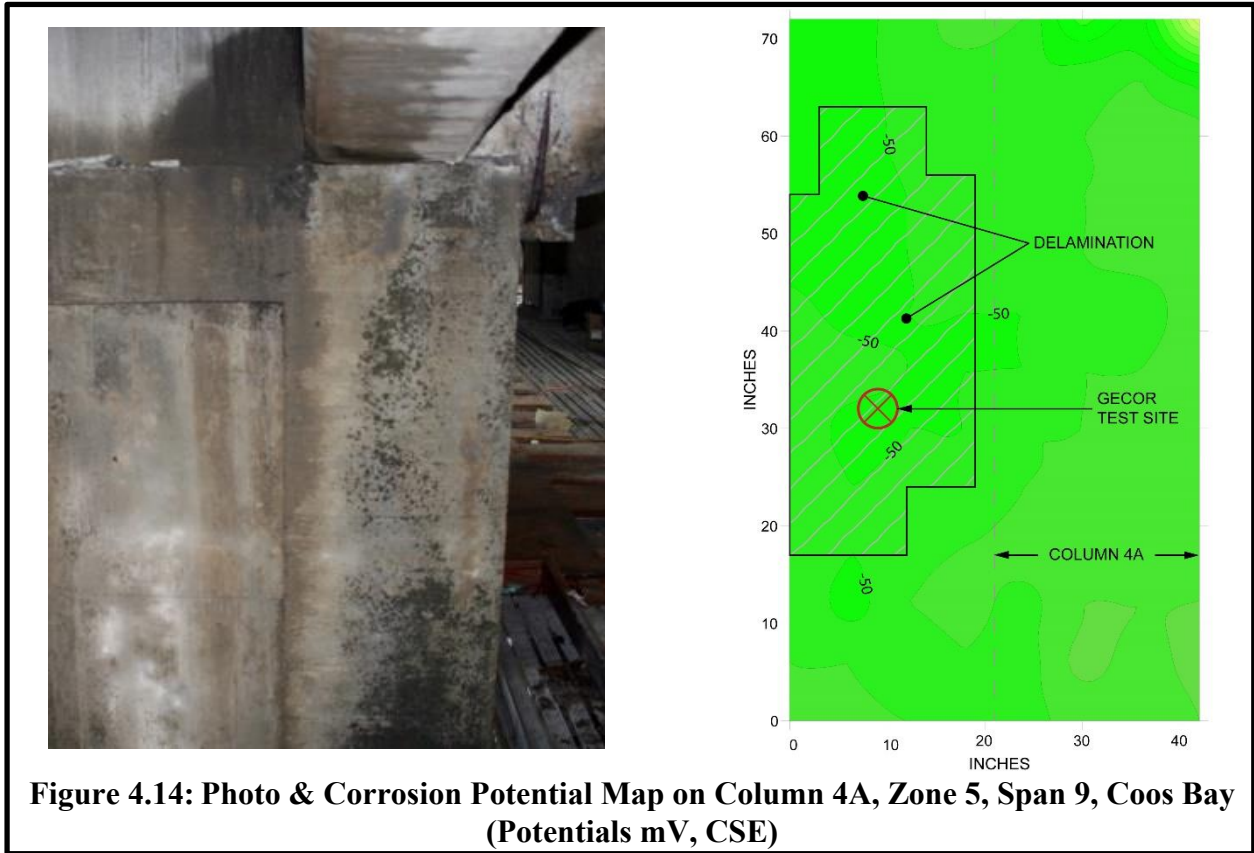 70
60
50
40
30
20
10
0
INCHES
-50
-50
-50
-50
-50
DELAMINATION
GECOR
TEST SITE
COLUMN 4A
0
10
20
30
40
INCHES
Figure 4.14: Photo & Corrosion Potential Map on Column 4A, Zone 5, Span 9, Coos Bay
(Potentials mV, CSE)